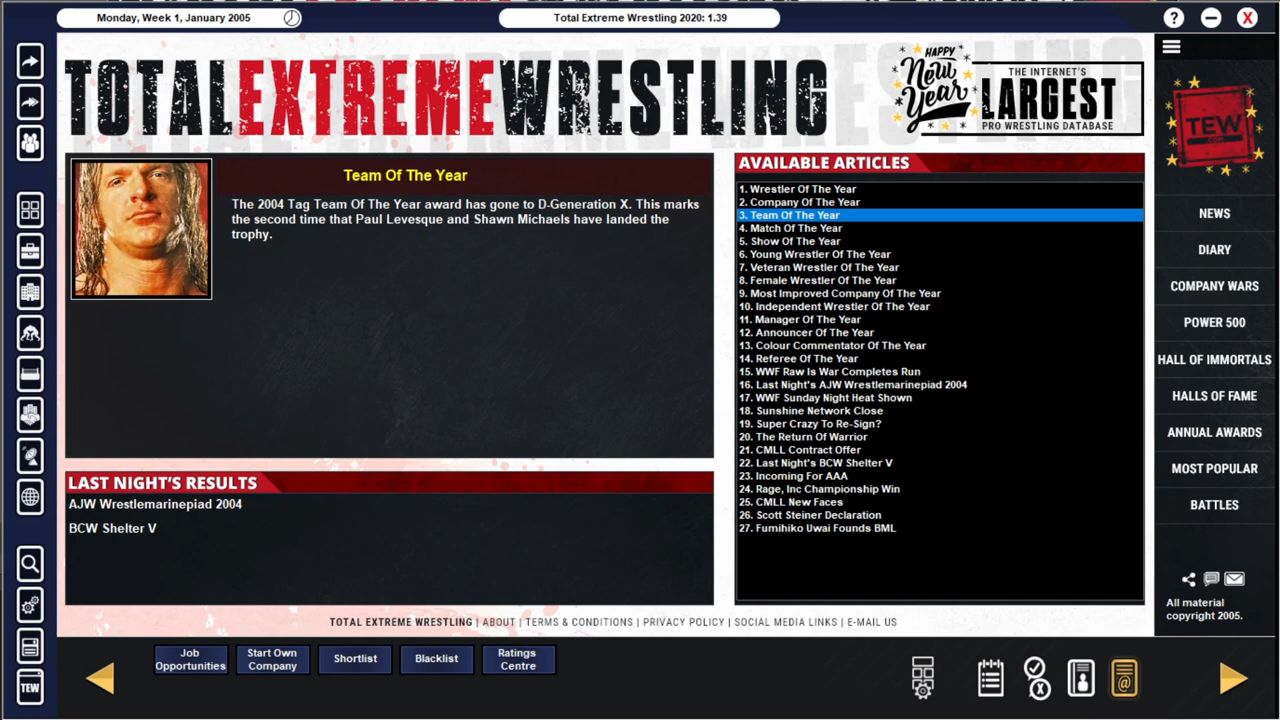 Monday, Week 1, January 2005
Total Extreme Wrestling 2020: 1.39
?
X
TOTALEXTREMEWRESTLING
HAPPY
New
Year
THE INTERNET'S
LARGEST
PRO WRESTLING DATABASE
TEW
Team Of The Year
The 2004 Tag Team Of The Year award has gone to D-Generation X. This marks
the second time that Paul Levesque and Shawn Michaels have landed the
trophy.
LAST NIGHT'S RESULTS
AJW Wrestlemarinepiad 2004
BCW Shelter V
AVAILABLE ARTICLES
1. Wrestler Of The Year
2. Company Of The Year
3. Team Of The Year
4. Match Of The Year
5. Show Of The Year
6. Young Wrestler Of The Year
7. Veteran Wrestler Of The Year
8. Female Wrestler Of The Year
9. Most Improved Company Of The Year
10. Independent Wrestler Of The Year
11. Manager Of The Year
12. Announcer Of The Year
13. Colour Commentator Of The Year
14. Referee Of The Year
15. WWF Raw Is War Completes Run
16. Last Night's AJW Wrestlemarinepiad 2004
17. WWF Sunday Night Heat Shown
18. Sunshine Network Close
19. Super Crazy To Re-Sign?
20. The Return Of Warrior
21. CMLL Contract Offer
22. Last Night's BCW Shelter V
23. Incoming For AAA
24. Rage, Inc Championship Win
25. CMLL New Faces
26. Scott Steiner Declaration
27. Fumihiko Uwai Founds BML
NEWS
DIARY
COMPANY WARS
POWER 500
HALL OF IMMORTALS
HALLS OF FAME
ANNUAL AWARDS
MOST POPULAR
BATTLES
All material
copyright 2005.
TOTAL EXTREME WRESTLING | ABOUT | TERMS & CONDITIONS | PRIVACY POLICY | SOCIAL MEDIA LINKS | E-MAIL US
Job
Opportunities
Start Own
Company
Shortlist
Blacklist
Ratings
Centre
TEW